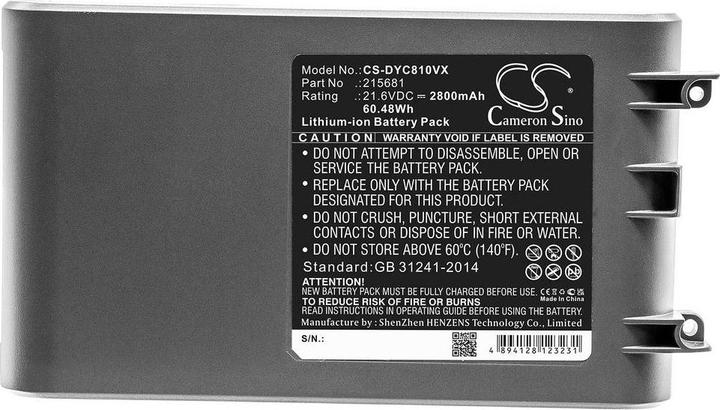 Model No.:CS-DYC810VX
Part No .:215681
Rating .:21.6VDC ⎓ 2800mAh
60.48Wh
Lithium-ion Battery Pack
CS
Cameron Sino
CAUTION WARRANTY VOID IF LABEL IS REMOVED
• DO NOT ATTEMPT TO DISASSEMBLE, OPEN OR
SERVICE THE BATTERY PACK.
• REPLACE ONLY WITH THE BATTERY PACK
DESIGNATED FOR THIS PRODUCT.
• DO NOT CRUSH, PUNCTURE, SHORT EXTERNAL
CONTACTS OR DISPOSE OF IN FIRE OR WATER.
• DO NOT STORE ABOVE 60°C (140°F).
Standard:GB 31241-2014
ATTENTION!
NEW BATTERY PACK MUST BE FULLY CHARGED BEFORE USE
TO REDUCE RISK OF FIRE OR BURNS
READ INSTRUCTIONS IN OPERATING MANUAL BEFORE USING
Manufacture by : ShenZhen HENZENS Technology Co., Limited
CE
Made In China
S/N.:
4 894128 123231